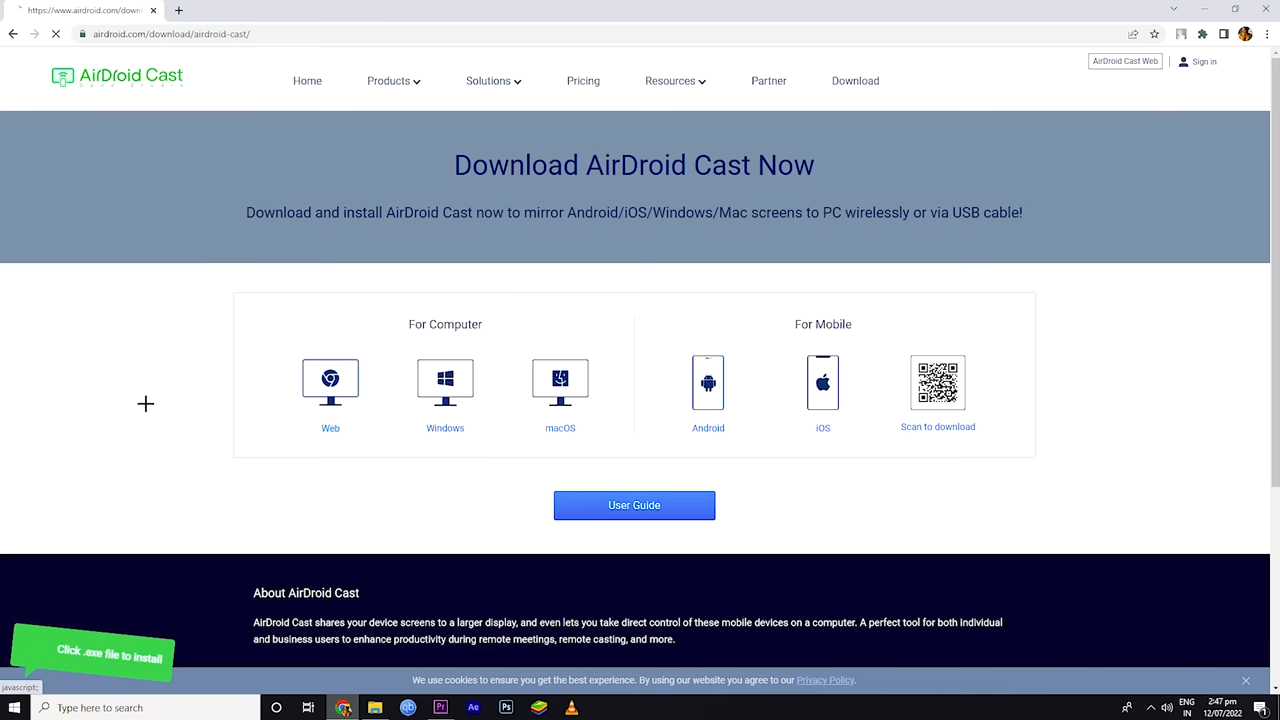 https://www.airdroid.com/downl
airdroid.com/download/airdroid-cast/
AirDroid Cast
Sand Studio
Home
Products
Solutions
Pricing
Resources
Partner
Download
AirDroid Cast Web
Sign in
Download AirDroid Cast Now
Download and install AirDroid Cast now to mirror Android/iOS/Windows/Mac screens to PC wirelessly or via USB cable!
For Computer
For Mobile
Web
Windows
macOS
Android
iOS
Scan to download
User Guide
About AirDroid Cast
AirDroid Cast shares your device screens to a larger display, and even lets you take direct control of these mobile devices on a computer. A perfect tool for both individual
and business users to enhance productivity during remote meetings, remote casting, and more.
Click .exe file to install
We use cookies to ensure you get the best experience. By using our website you agree to our Privacy Policy.
javascript:;
Type here to search
Pr
Ae
Ps
ENG
IN
2:47 pm
12/07/2022
1